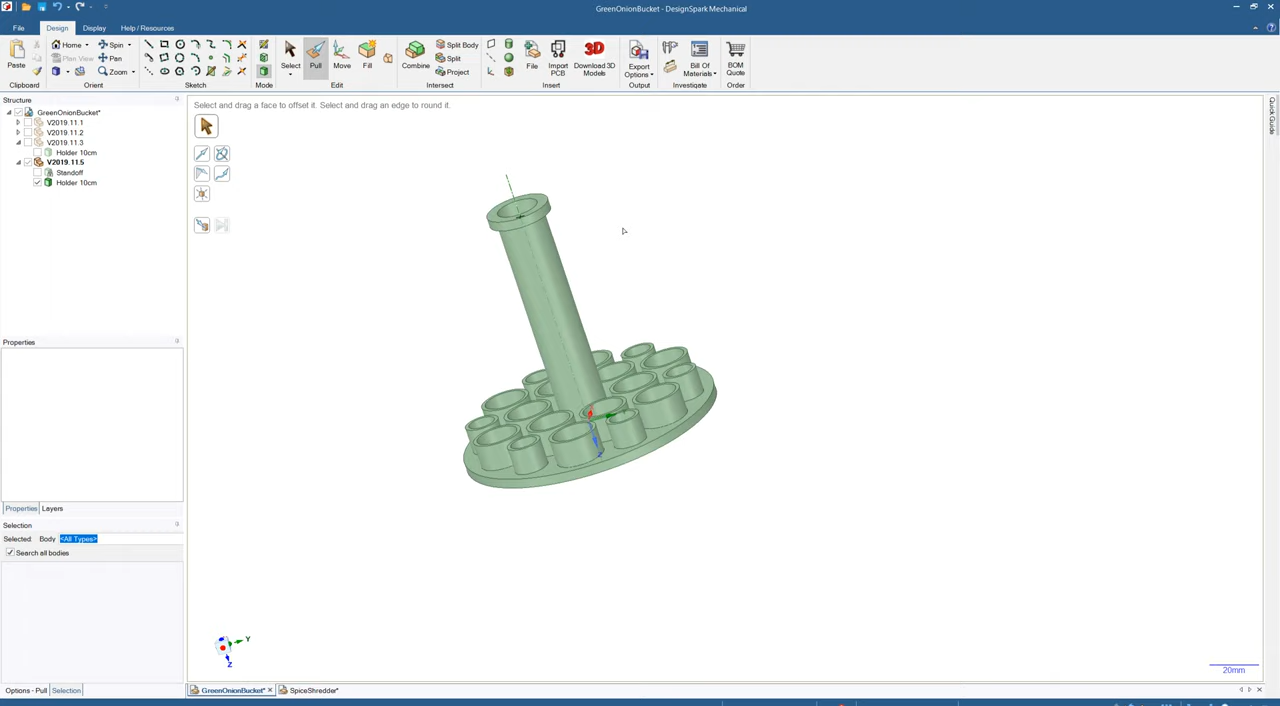 GreenOnionBucket - DesignSpark Mechanical
File Design Display Help / Resources
Home Spin Split Body
Plan View Pan Split
Paste Zoom Select Pull Move Fill Combine Project File Import PCB Download 3D Models Export Options Bill Of Materials BOM Quote
Clipboard Orient Sketch Mode Edit Intersect Insert Output Investigate Order
Structure
Select and drag a face to offset it. Select and drag an edge to round it.
Quick Guide
GreenOnionBucket*
V2019.11.1
V2019.11.2
V2019.11.3
Holder 10cm
V2019.11.5
Standoff
Holder 10cm
Properties
Properties Layers
Selection
Selected: Body <All Types>
Search all bodies
Z
Y
Z
20mm
Options - Pull Selection
GreenOnionBucket* SpiceShredder*